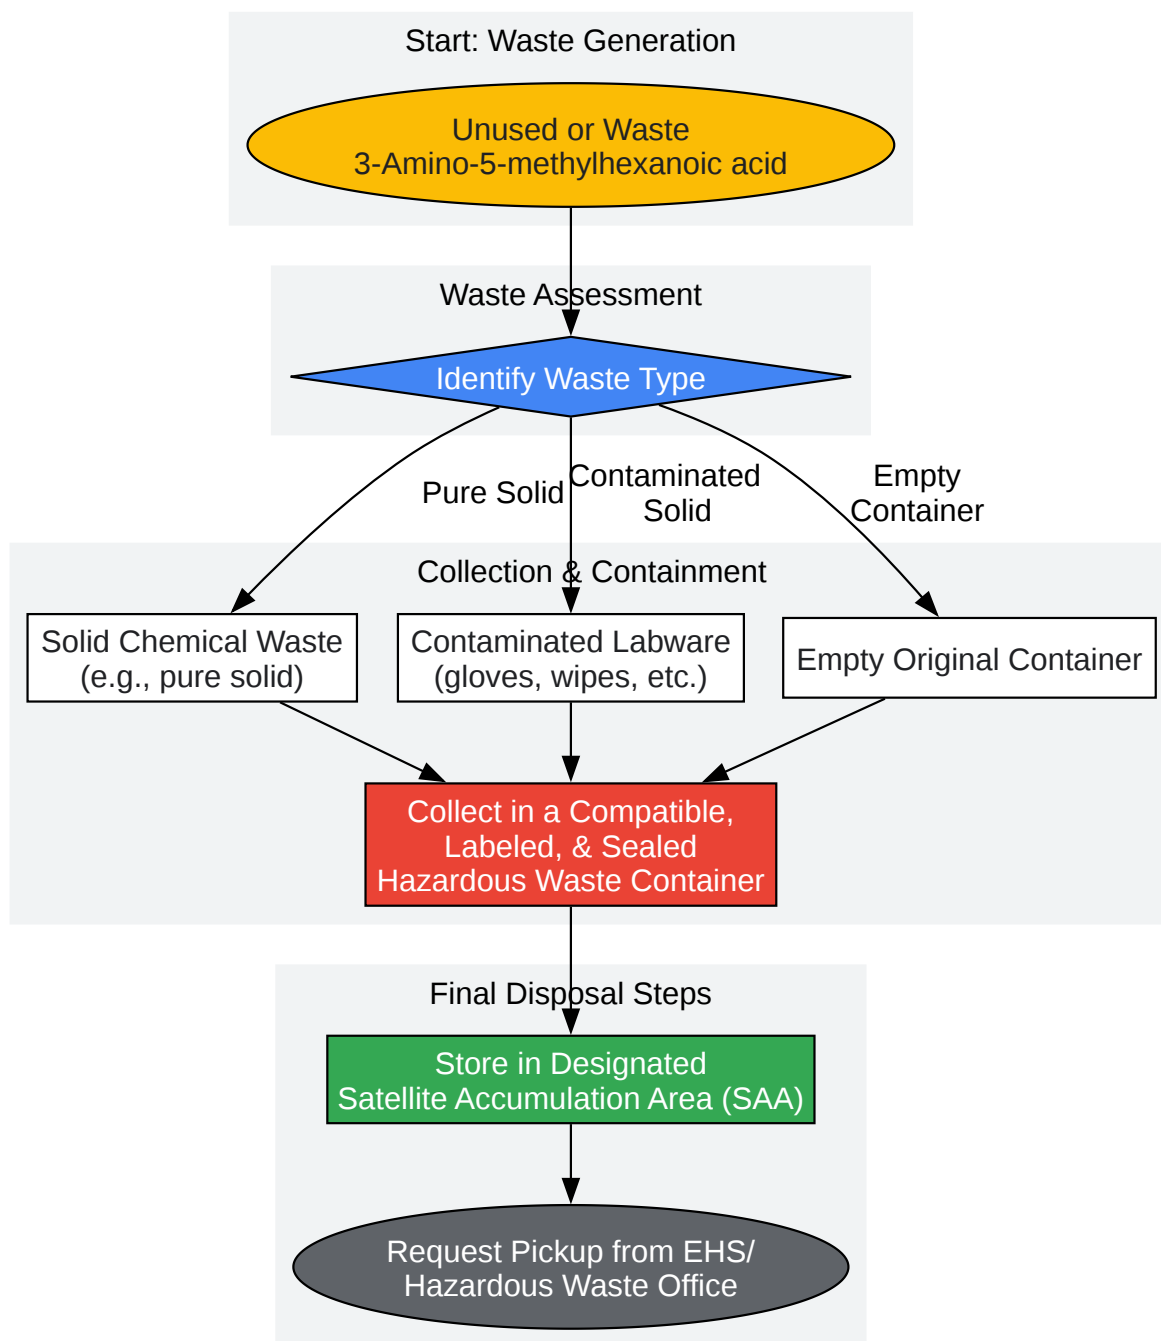 Start: Waste Generation
Unused or Waste
3-Amino-5-methylhexanoic acid
Waste Assessment
Identify Waste Type
Pure Solid
Contaminated
Solid
Empty
Container
Collection & Containment
Solid Chemical Waste
(e.g., pure solid)
Contaminated Labware
(gloves, wipes, etc.)
Empty Original Container
Collect in a Compatible,
Labeled, & Sealed
Hazardous Waste Container
Final Disposal Steps
Store in Designated
Satellite Accumulation Area (SAA)
Request Pickup from EHS/
Hazardous Waste Office